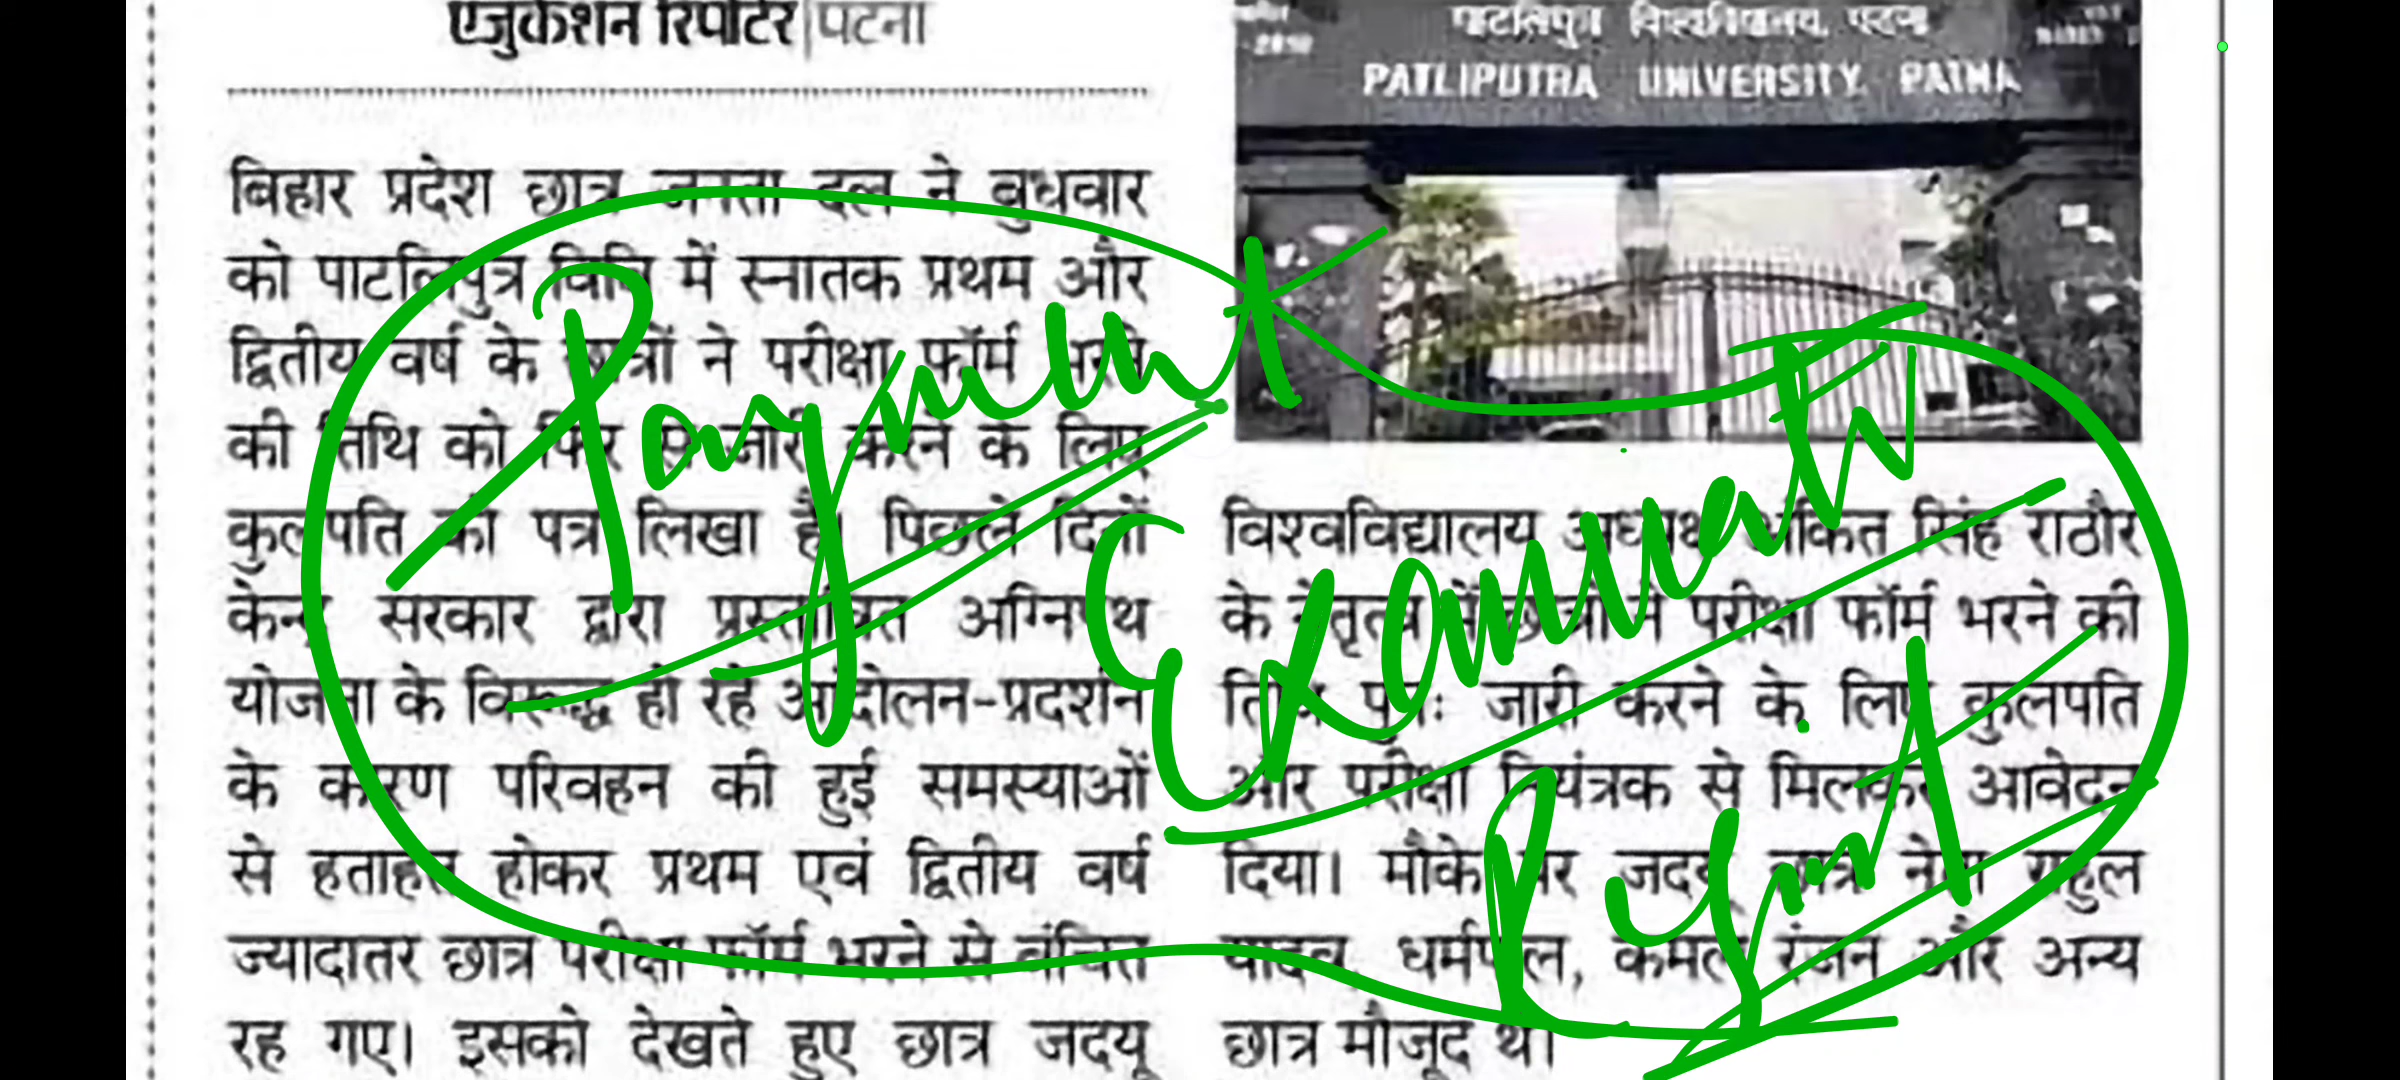 एजुकेशन रिपोर्टर|पटना
बिहार प्रदेश छात्र जनता दल ने बुधवार
को पाटलिपुत्र विवि में स्नातक प्रथम और
द्वितीय वर्ष के छात्रों ने परीक्षा फॉर्म भरने
की तिथि को फिर से जारी करने के लिए
कुलपति को पत्र लिखा है। पिछले दिनों
केन्द्र सरकार द्वारा प्रस्तावित अग्निपथ
योजना के विरूद्ध हो रहे आंदोलन-प्रदर्शन
के कारण परिवहन की हुई समस्याओं
से हताहत होकर प्रथम एवं द्वितीय वर्ष
ज्यादातर छात्र परीक्षा फॉर्म भरने से वंचित
रह गए। इसको देखते हुए छात्र जदयू
पाटलिपुत्र विश्वविद्यालय, पटना
PATLIPUTRA UNIVERSITY, PATNA
विश्वविद्यालय अध्यक्ष अंकित सिंह राठौर
के नेतृत्व में छात्रों ने परीक्षा फॉर्म भरने की
तिथि पुनः जारी करने के लिए कुलपति
और परीक्षा नियंत्रक से मिलकर आवेदन
दिया। मौके पर जदयू छात्र नेता राहुल
यादव, धर्मपाल, कमल रंजन और अन्य
छात्र मौजूद थे।
Payment